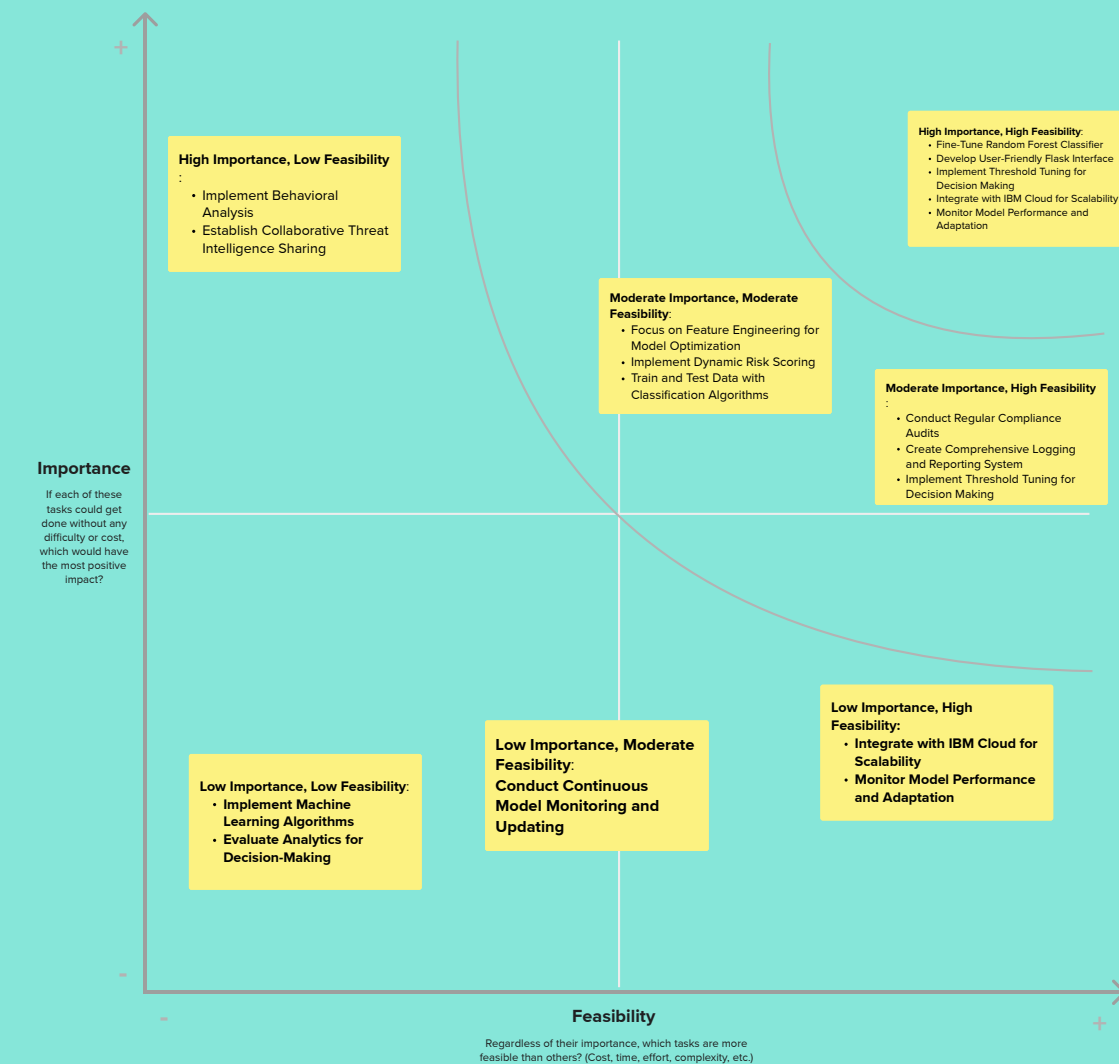 +
High Importance, High Feasibility:
• Fine-Tune Random Forest Classifier
• Develop User-Friendly Flask Interface
• Implement Threshold Tuning for
Decision Making
• Integrate with IBM Cloud for Scalability
• Monitor Model Performance and
Adaptation
High Importance, Low Feasibility
:
• Implement Behavioral
Analysis
• Establish Collaborative Threat
Intelligence Sharing
Moderate Importance, Moderate
Feasibility:
• Focus on Feature Engineering for
Model Optimization
• Implement Dynamic Risk Scoring
• Train and Test Data with
Classification Algorithms
Moderate Importance, High Feasibility
:
• Conduct Regular Compliance
Audits
• Create Comprehensive Logging
and Reporting System
• Implement Threshold Tuning for
Decision Making
Importance
If each of these
tasks could get
done without any
difficulty or cost,
which would have
the most positive
impact?
Low Importance, High
Feasibility:
• Integrate with IBM Cloud for
Scalability
• Monitor Model Performance
and Adaptation
Low Importance, Moderate
Feasibility:
Conduct Continuous
Model Monitoring and
Updating
Low Importance, Low Feasibility:
• Implement Machine
Learning Algorithms
• Evaluate Analytics for
Decision-Making
-
-
Feasibility
+
Regardless of their importance, which tasks are more
feasible than others? (Cost, time, effort, complexity, etc.)